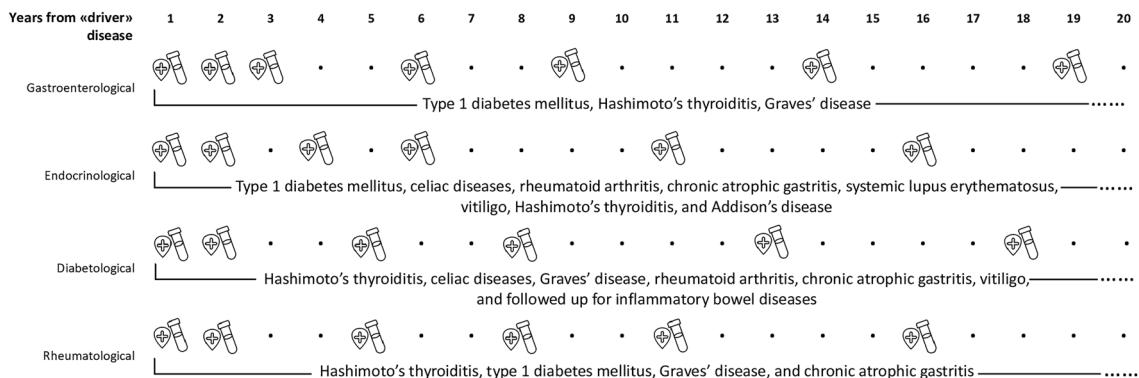 Years from «driver» disease 1 2 3 4 5 6 7 8 9 10 11 12 13 14 15 16 17 18 19 20
Gastroenterological
Type 1 diabetes mellitus, Hashimoto's thyroiditis, Graves' disease
Endocrinological
Type 1 diabetes mellitus, celiac diseases, rheumatoid arthritis, chronic atrophic gastritis, systemic lupus erythematosus,
vitiligo, Hashimoto's thyroiditis, and Addison's disease
Diabetological
Hashimoto's thyroiditis, celiac diseases, Graves' disease, rheumatoid arthritis, chronic atrophic gastritis, vitiligo,
and followed up for inflammatory bowel diseases
Rheumatological
Hashimoto's thyroiditis, type 1 diabetes mellitus, Graves' disease, and chronic atrophic gastritis